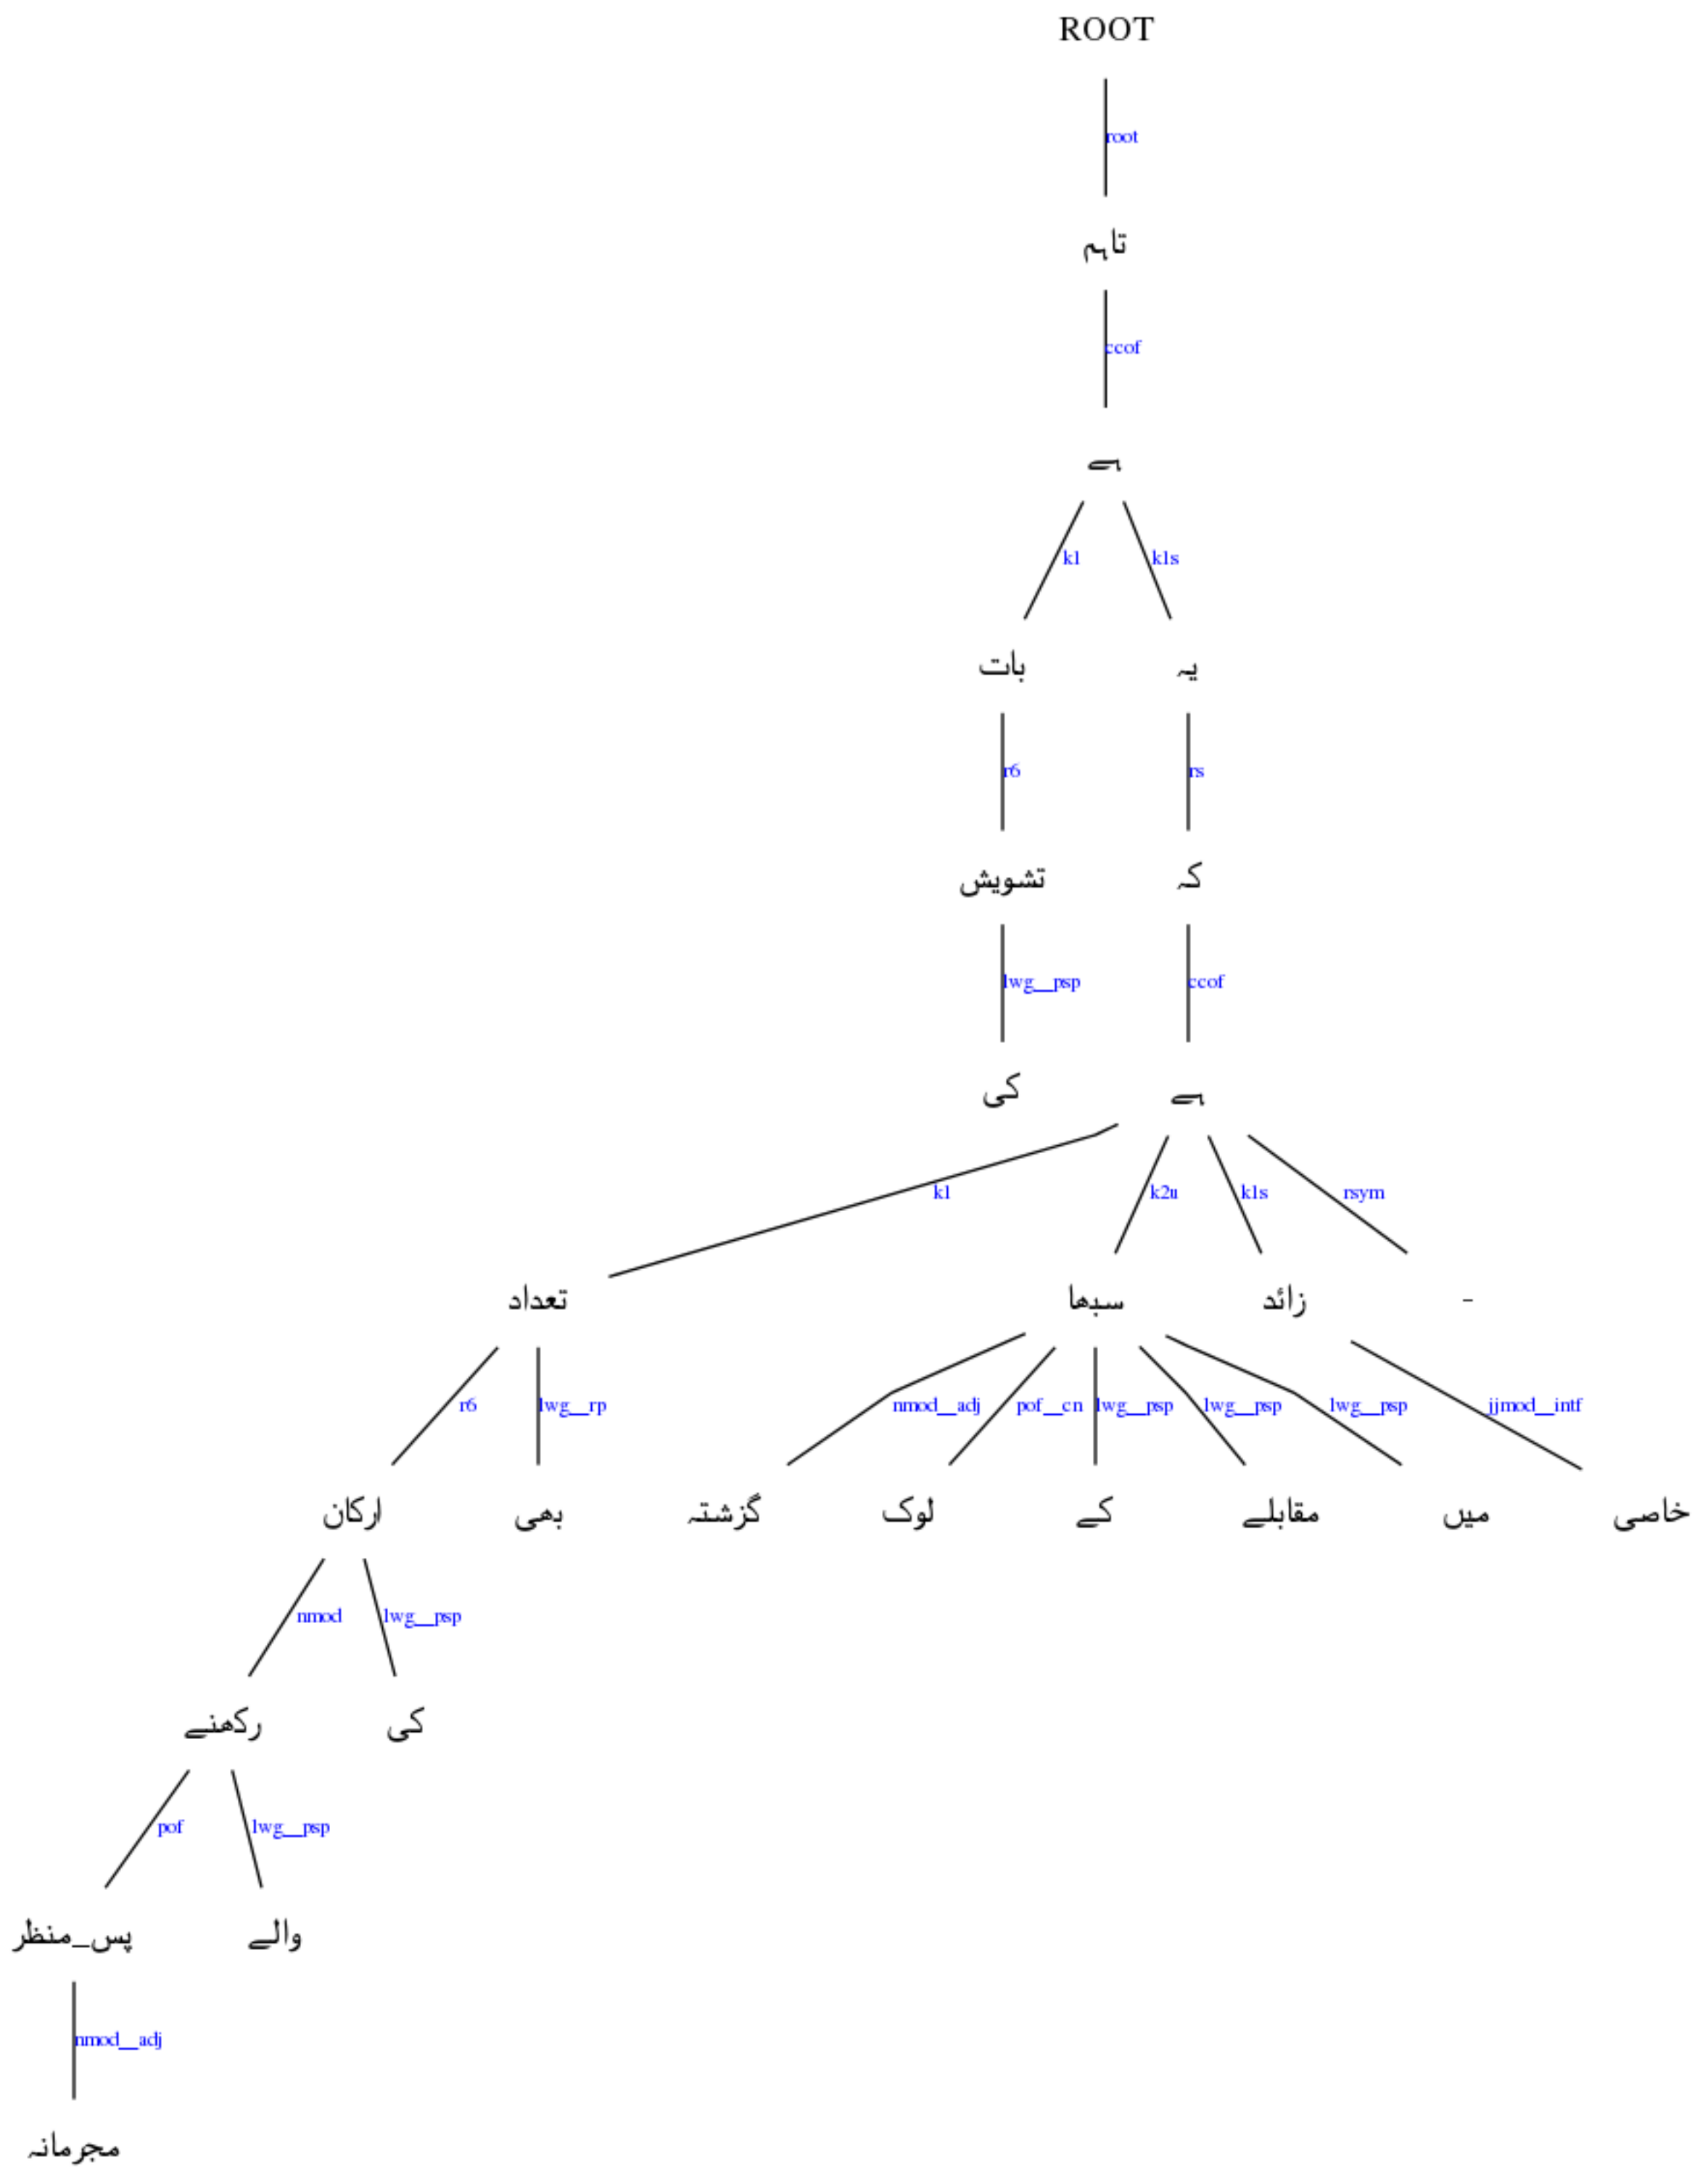 ROOT
root
تاہم
ccof
ہے
k1 k1s
بات یہ
r6 rs
تشویش کہ
lwg__psp ccof
کی ہے
k1 k2u k1s rsym
تعداد سبھا زائد -
r6 lwg__rp nmod__adj pof__cn lwg__psp lwg__psp lwg__psp jjmod__intf
ارکان بھی گزشتہ لوک کے مقابلے میں خاصی
nmod lwg__psp
رکھنے کی
pof lwg__psp
پس_منظر والے
nmod__adj
مجرمانہ